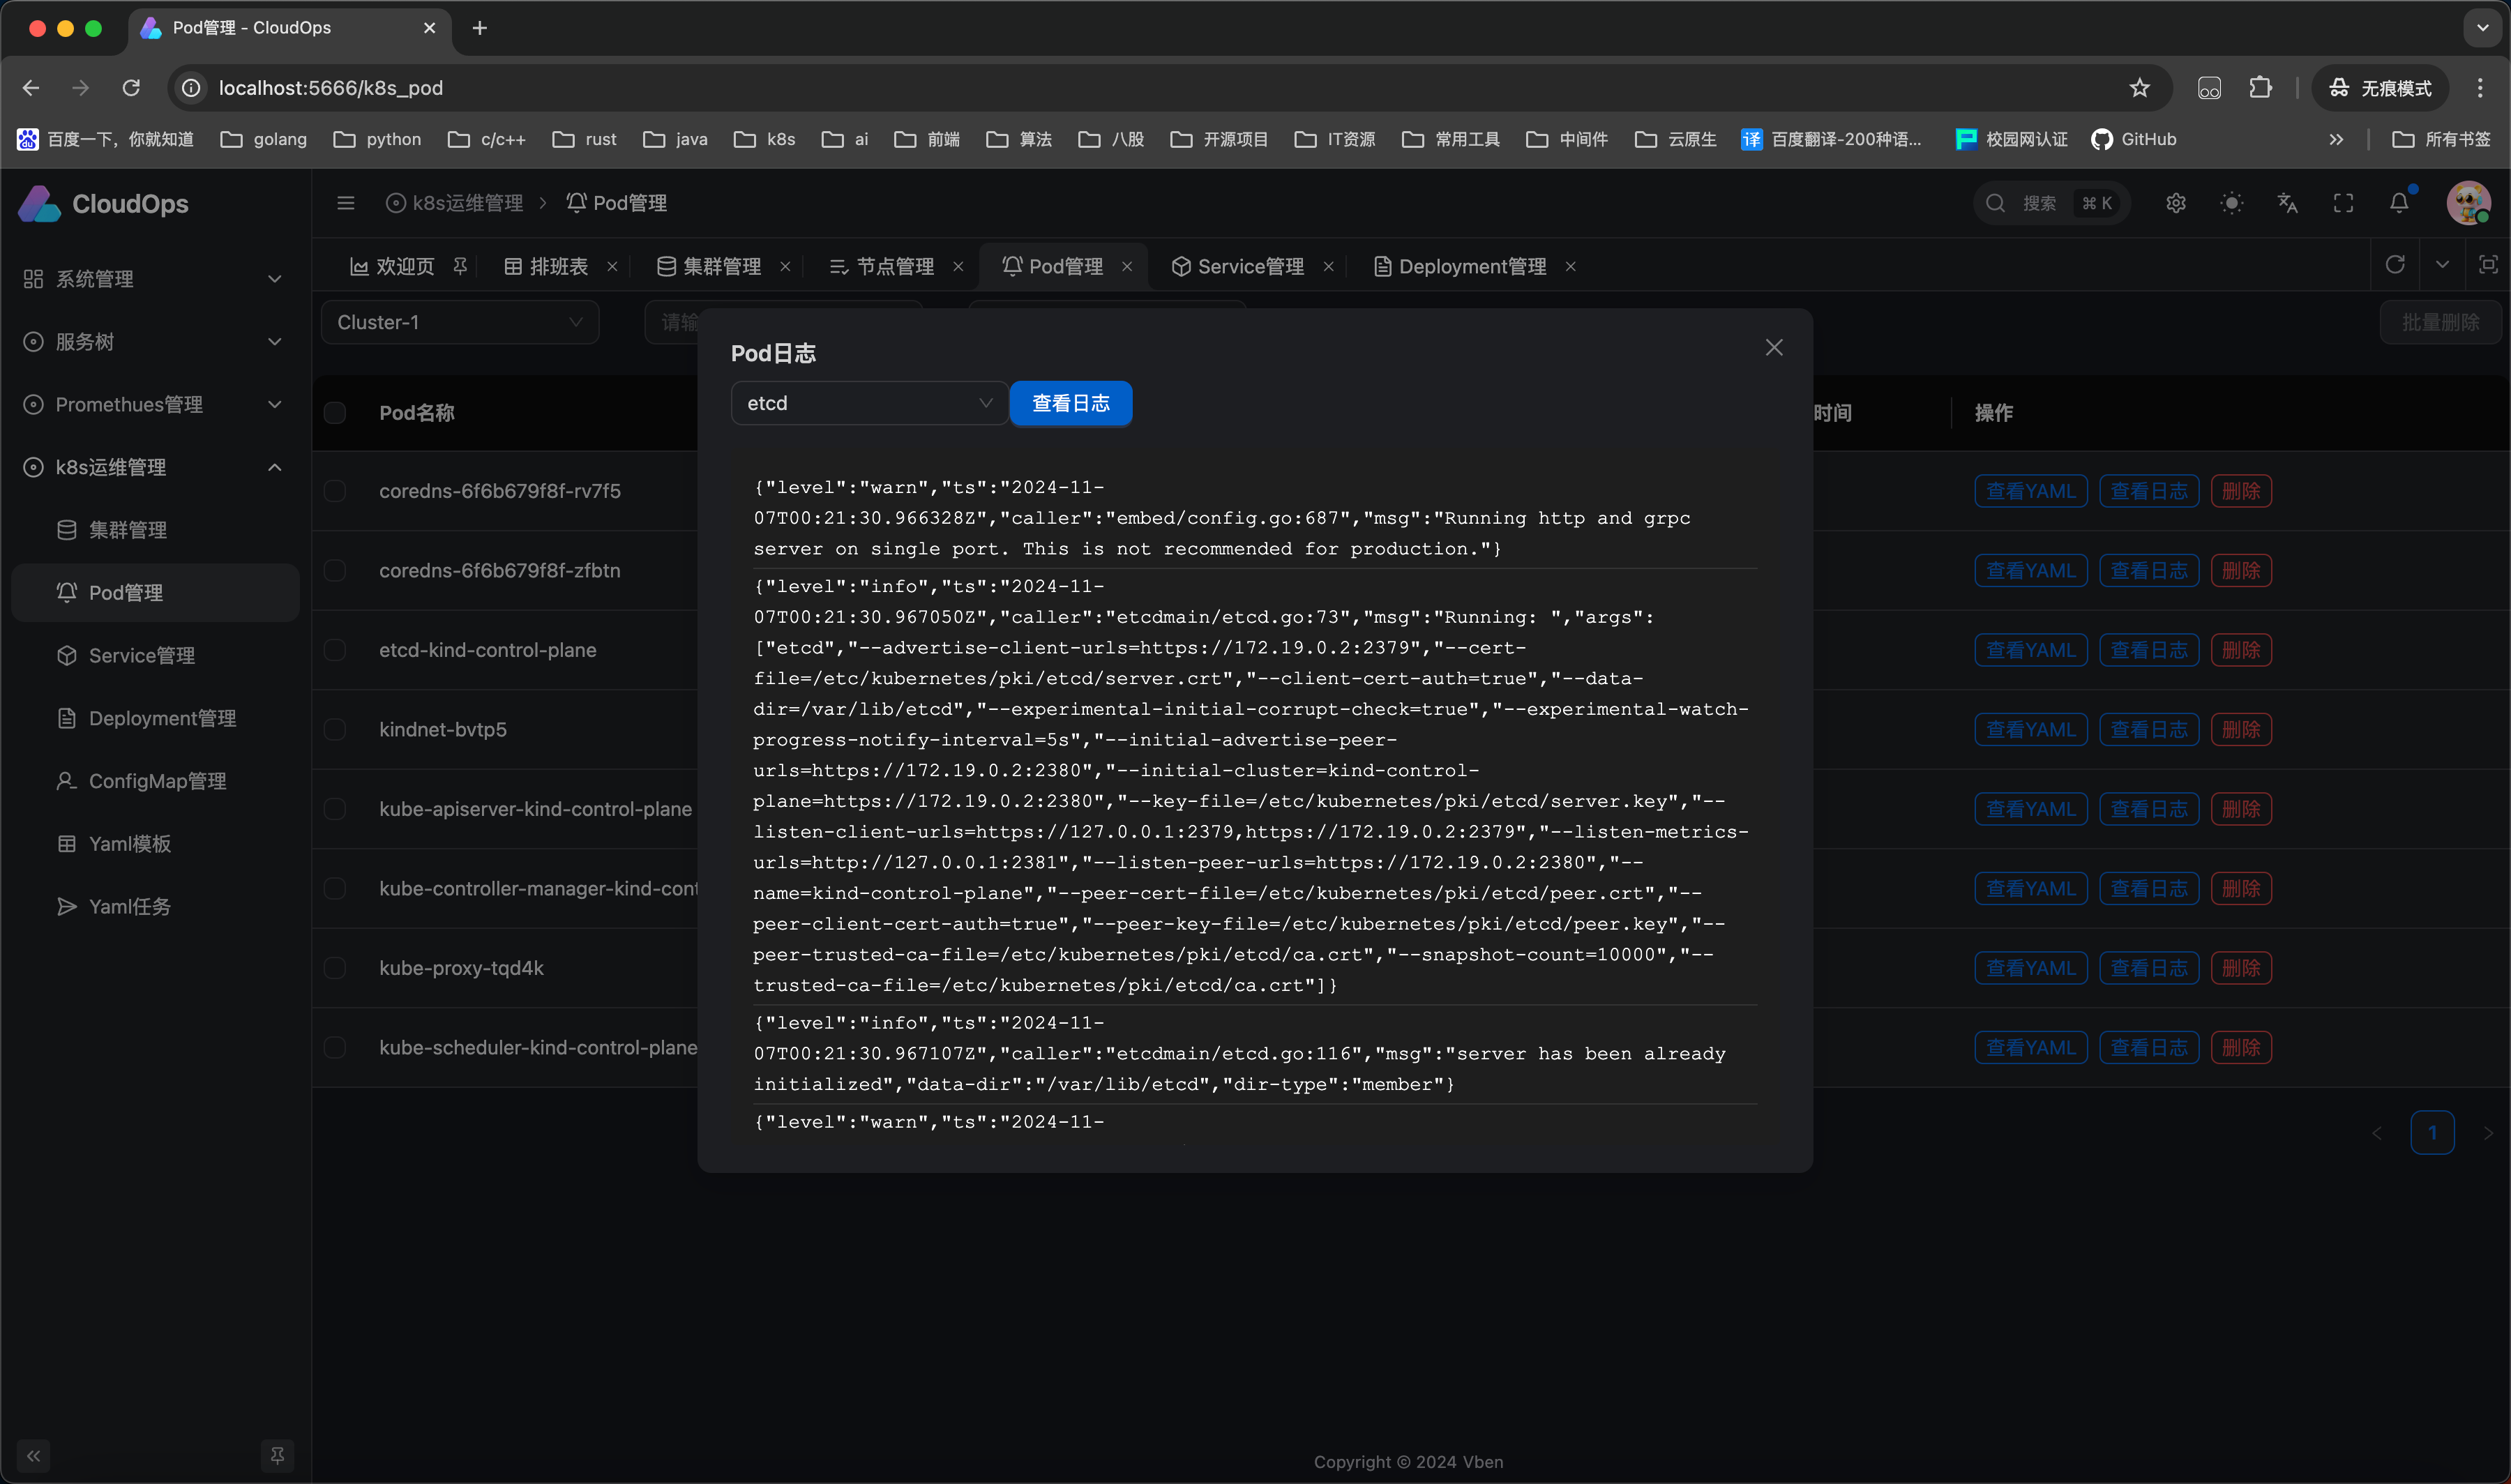 Pod管理 - CloudOps
localhost:5666/k8s_pod
无痕模式
百度一下，你就知道 golang python c/c++ rust java k8s ai 前端 算法 八股 开源项目 IT资源 常用工具 中间件 云原生 百度翻译-200种语... 校园网认证 GitHub 所有书签
CloudOps
k8s运维管理 > Pod管理
搜索 ⌘ K
欢迎页 排班表 集群管理 节点管理 Pod管理 Service管理 Deployment管理
系统管理
服务树
Promethues管理
k8s运维管理
集群管理
Pod管理
Service管理
Deployment管理
ConfigMap管理
Yaml模板
Yaml任务
Cluster-1 请输 批量删除
Pod名称 时间 操作
coredns-6f6b679f8f-rv7f5 查看YAML 查看日志 删除
coredns-6f6b679f8f-zfbtn 查看YAML 查看日志 删除
etcd-kind-control-plane 查看YAML 查看日志 删除
kindnet-bvtp5 查看YAML 查看日志 删除
kube-apiserver-kind-control-plane 查看YAML 查看日志 删除
kube-controller-manager-kind-cont 查看YAML 查看日志 删除
kube-proxy-tqd4k 查看YAML 查看日志 删除
kube-scheduler-kind-control-plane 查看YAML 查看日志 删除
1
Pod日志
etcd 查看日志
{"level":"warn","ts":"2024-11-
07T00:21:30.966328Z","caller":"embed/config.go:687","msg":"Running http and grpc
server on single port. This is not recommended for production."}
{"level":"info","ts":"2024-11-
07T00:21:30.967050Z","caller":"etcdmain/etcd.go:73","msg":"Running: ","args":
["etcd","--advertise-client-urls=https://172.19.0.2:2379","--cert-
file=/etc/kubernetes/pki/etcd/server.crt","--client-cert-auth=true","--data-
dir=/var/lib/etcd","--experimental-initial-corrupt-check=true","--experimental-watch-
progress-notify-interval=5s","--initial-advertise-peer-
urls=https://172.19.0.2:2380","--initial-cluster=kind-control-
plane=https://172.19.0.2:2380","--key-file=/etc/kubernetes/pki/etcd/server.key","--
listen-client-urls=https://127.0.0.1:2379,https://172.19.0.2:2379","--listen-metrics-
urls=http://127.0.0.1:2381","--listen-peer-urls=https://172.19.0.2:2380","--
name=kind-control-plane","--peer-cert-file=/etc/kubernetes/pki/etcd/peer.crt","--
peer-client-cert-auth=true","--peer-key-file=/etc/kubernetes/pki/etcd/peer.key","--
peer-trusted-ca-file=/etc/kubernetes/pki/etcd/ca.crt","--snapshot-count=10000","--
trusted-ca-file=/etc/kubernetes/pki/etcd/ca.crt"]}
{"level":"info","ts":"2024-11-
07T00:21:30.967107Z","caller":"etcdmain/etcd.go:116","msg":"server has been already
initialized","data-dir":"/var/lib/etcd","dir-type":"member"}
{"level":"warn","ts":"2024-11-
Copyright © 2024 Vben